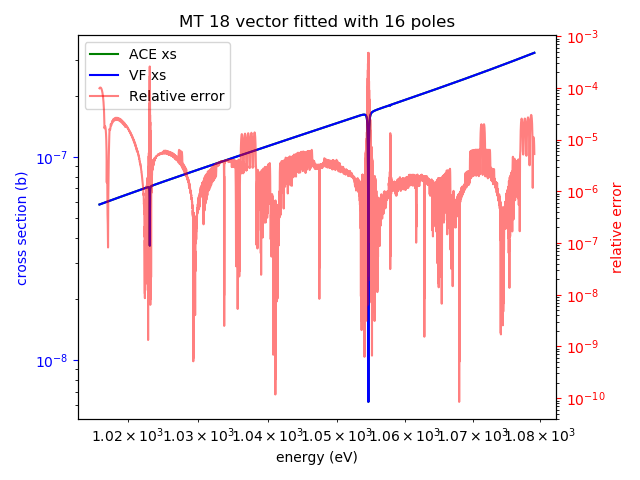 MT 18 vector fitted with 16 poles
ACE xs
VF xs
Relative error
cross section (b)
10⁻⁷
10⁻⁸
10⁻³
10⁻⁴
10⁻⁵
10⁻⁶
10⁻⁷
10⁻⁸
10⁻⁹
10⁻¹⁰
relative error
1.02×10³ 1.03×10³ 1.04×10³ 1.05×10³ 1.06×10³ 1.07×10³ 1.08×10³
energy (eV)